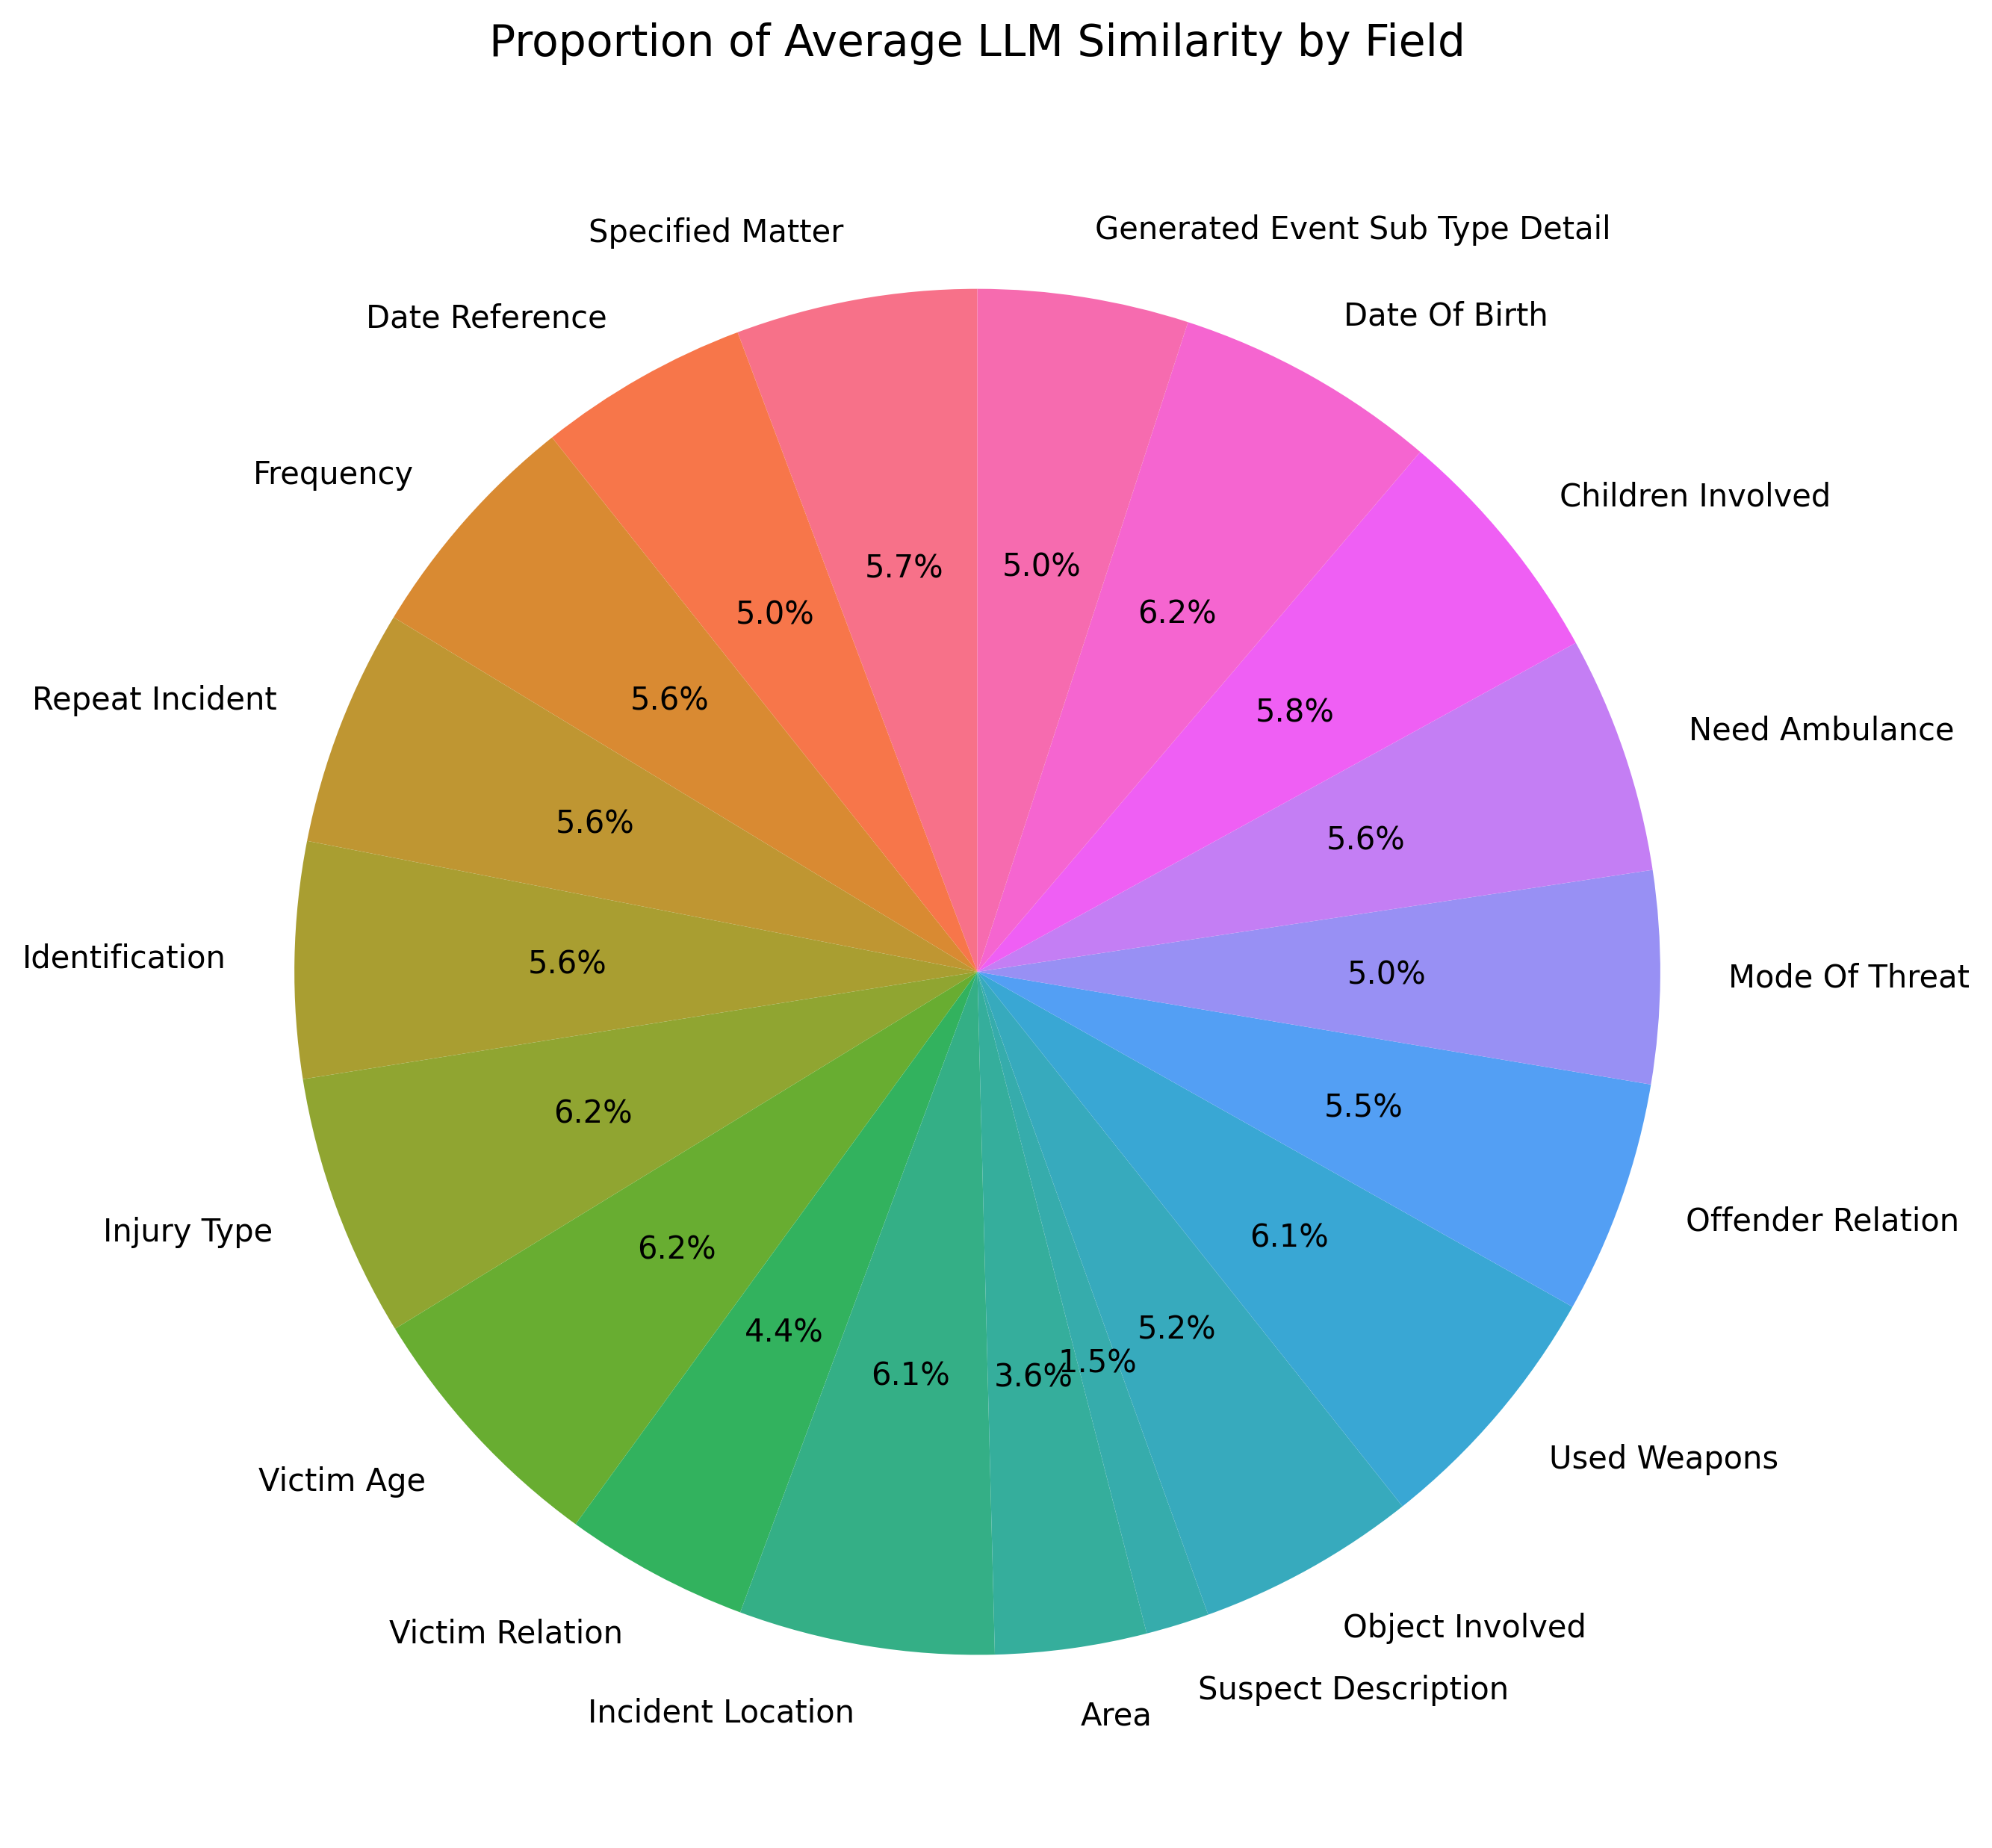 Proportion of Average LLM Similarity by Field
Specified Matter
5.7%
Date Reference
5.0%
Frequency
5.6%
Repeat Incident
5.6%
Identification
5.6%
Injury Type
6.2%
Victim Age
6.2%
Victim Relation
4.4%
Incident Location
6.1%
Area
3.6%
Suspect Description
1.5%
Object Involved
5.2%
Used Weapons
6.1%
Offender Relation
5.5%
Mode Of Threat
5.0%
Need Ambulance
5.6%
Children Involved
5.8%
Date Of Birth
6.2%
Generated Event Sub Type Detail
5.0%